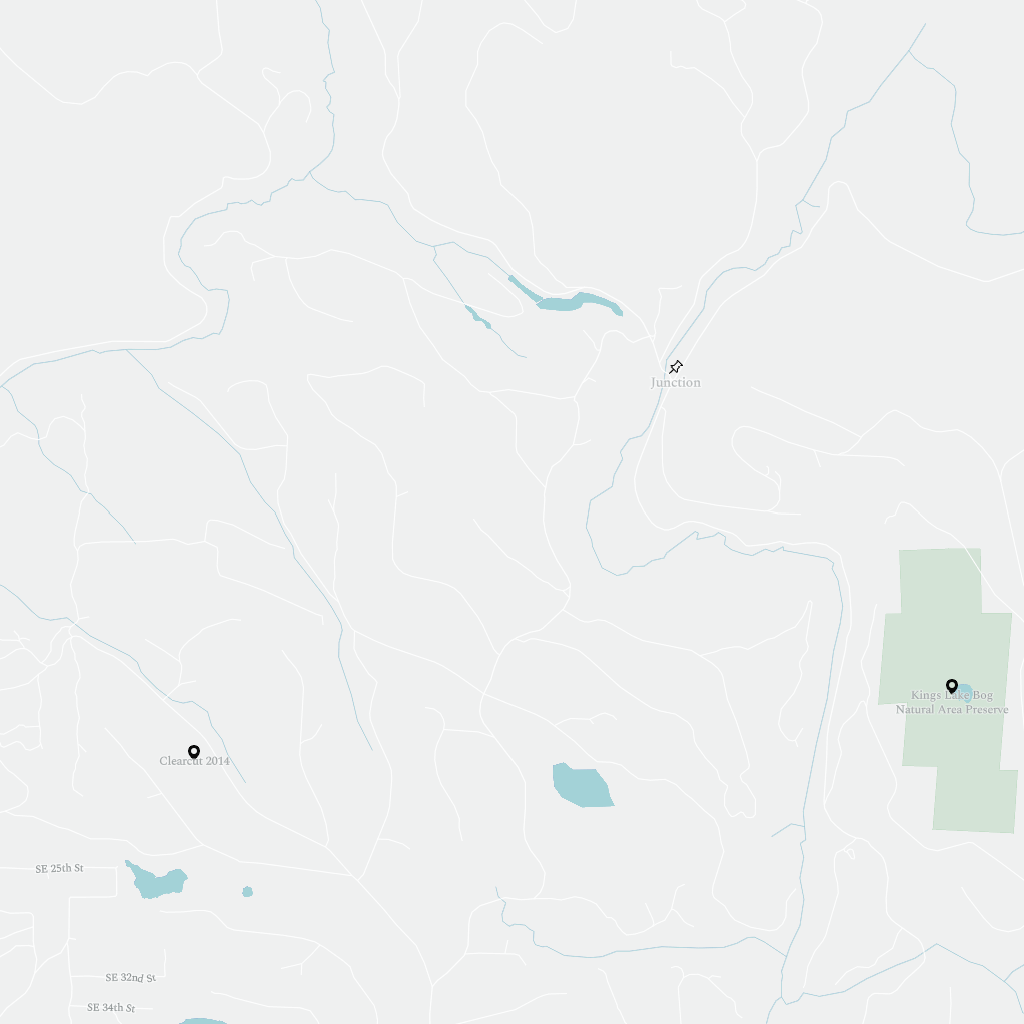 Junction
Kings Lake Bog
Natural Area Preserve
Clearcut 2014
SE 25th St
SE 32nd St
SE 34th St